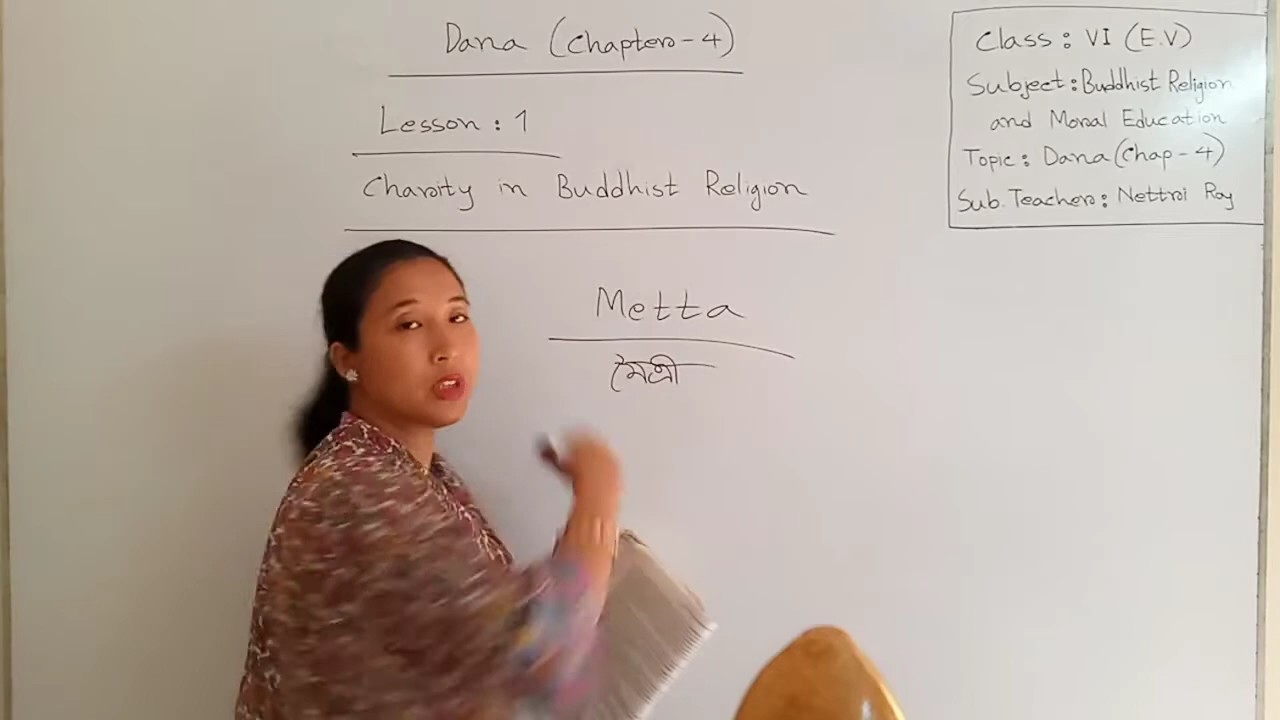 Dana (Chapter-4)
Lesson : 1
Charity in Buddhist Religion
Metta
মৈত্রী
Class : VI (E.V)
Subject : Buddhist Religion
and Moral Education
Topic : Dana (Chap-4)
Sub. Teacher : Nettroi Roy